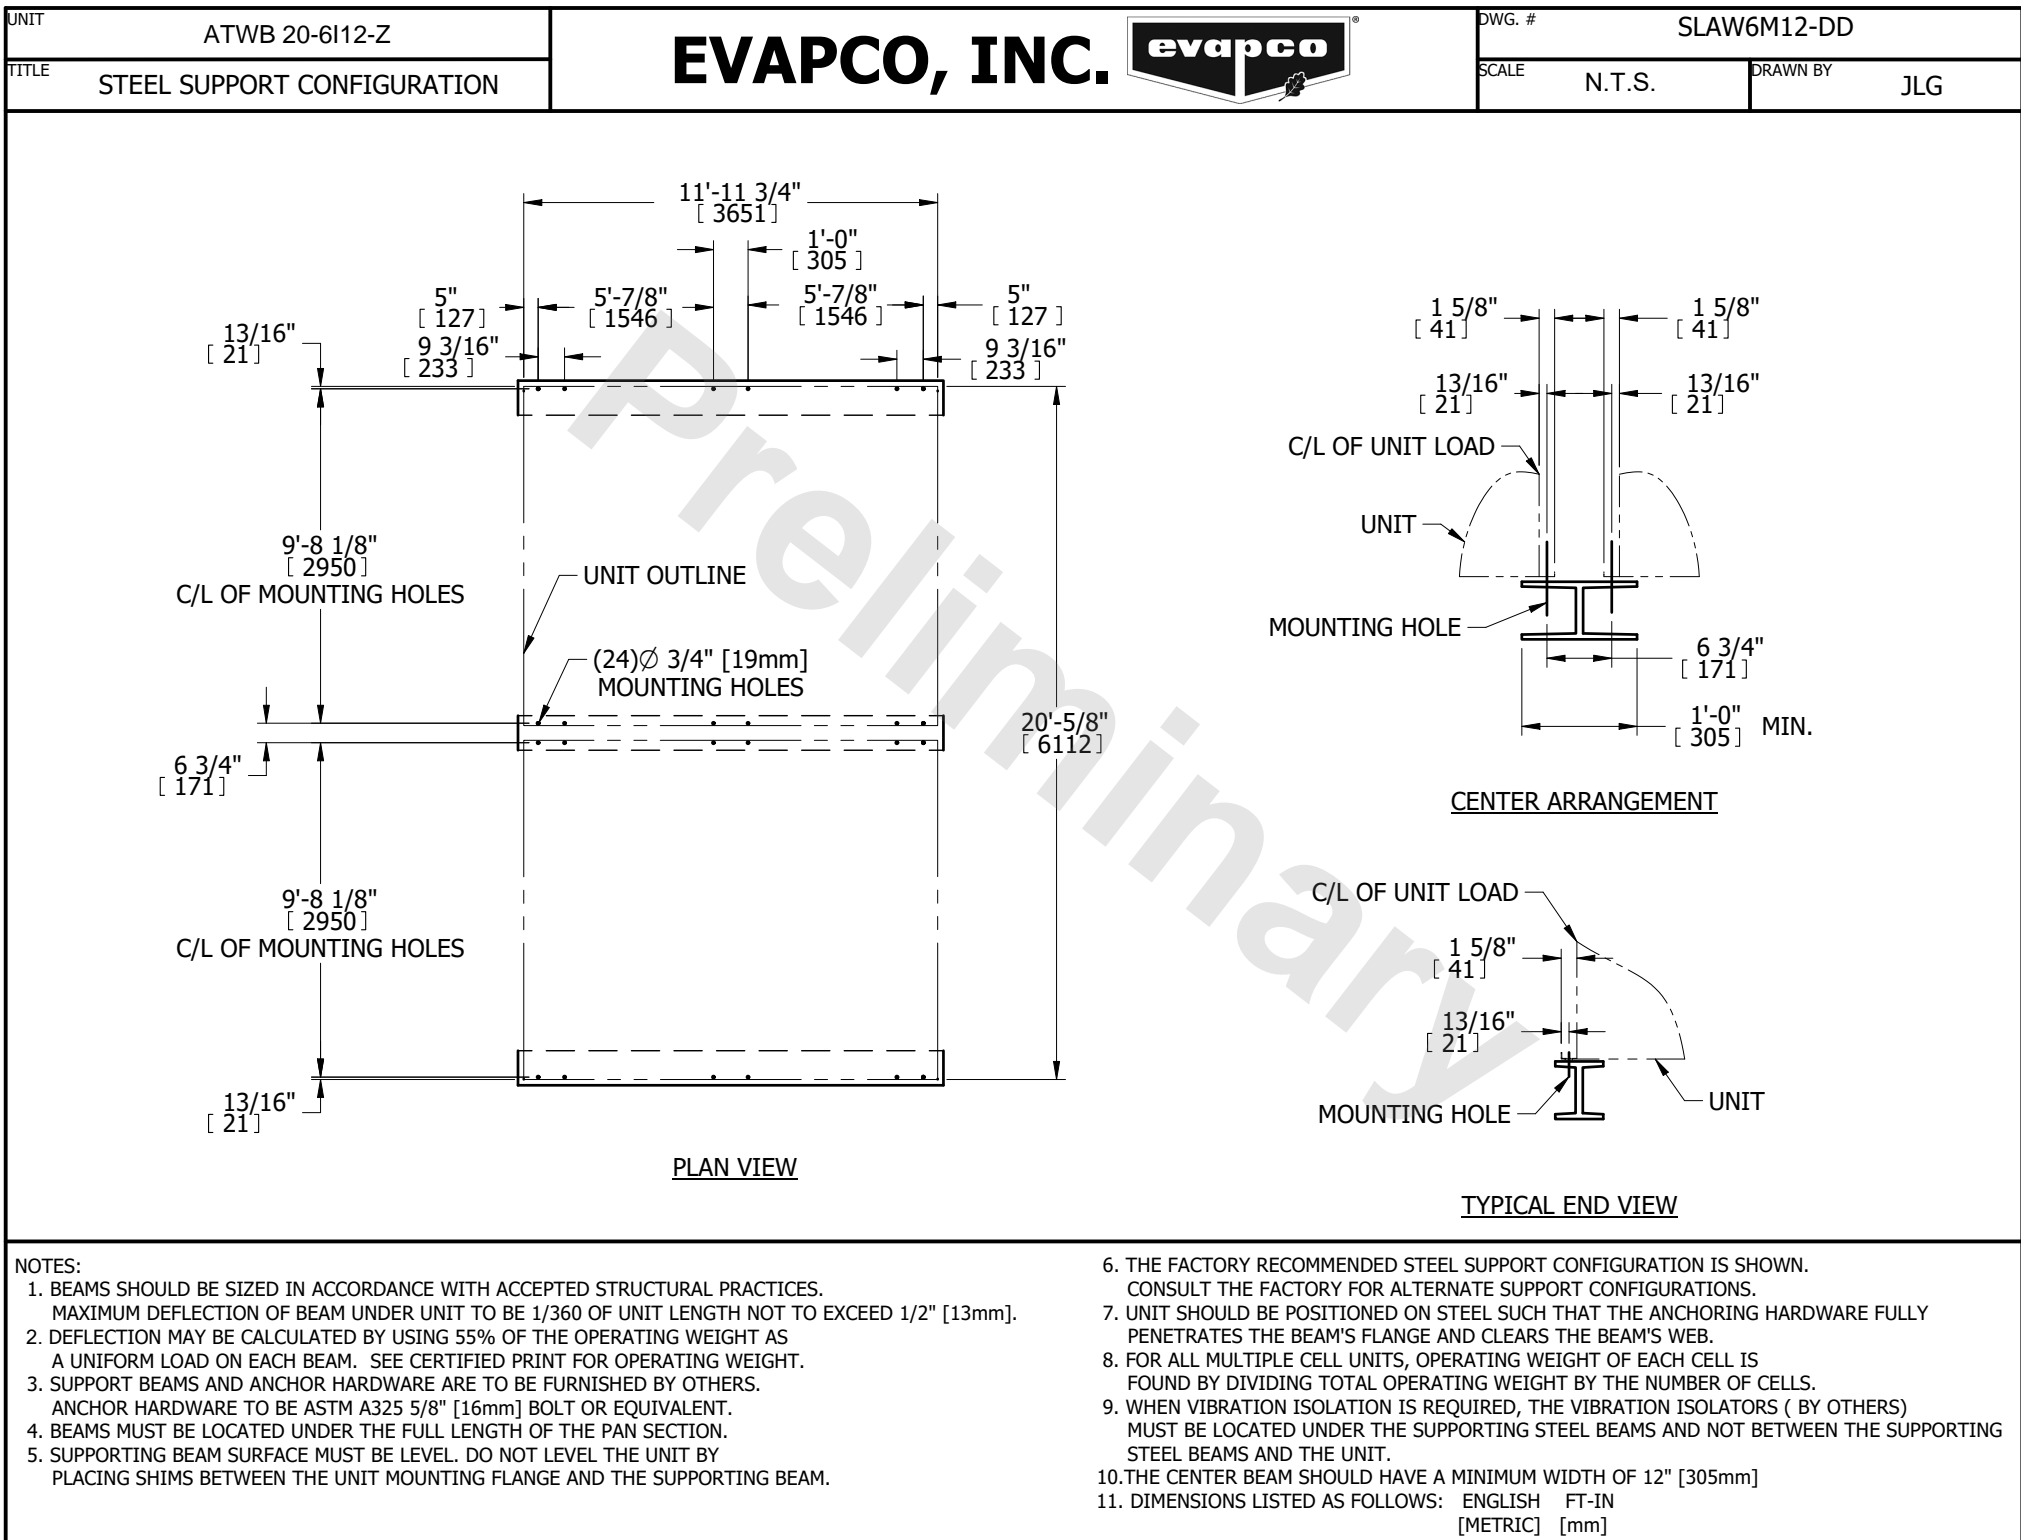 UNIT
ATWB 20-6I12-Z
TITLE
STEEL SUPPORT CONFIGURATION
EVAPCO, INC.
evapco
®
DWG. #
SLAW6M12-DD
SCALE
N.T.S.
DRAWN BY
JLG
11'-11 3/4"
[ 3651]
1'-0"
[ 305 ]
5"
[ 127]
5'-7/8"
[ 1546 ]
5'-7/8"
[ 1546 ]
5"
[ 127 ]
13/16"
[ 21]
9 3/16"
[ 233 ]
9 3/16"
[ 233 ]
9'-8 1/8"
[ 2950]
C/L OF MOUNTING HOLES
UNIT OUTLINE
(24)Ø 3/4" [19mm]
MOUNTING HOLES
6 3/4"
[ 171]
20'-5/8"
[ 6112]
9'-8 1/8"
[ 2950]
C/L OF MOUNTING HOLES
13/16"
[ 21]
PLAN VIEW
1 5/8"
[ 41]
1 5/8"
[ 41]
13/16"
[ 21]
13/16"
[ 21]
C/L OF UNIT LOAD
UNIT
MOUNTING HOLE
6 3/4"
[ 171]
1'-0"
[ 305] MIN.
CENTER ARRANGEMENT
C/L OF UNIT LOAD
1 5/8"
[ 41]
13/16"
[ 21]
MOUNTING HOLE
UNIT
TYPICAL END VIEW
Preliminary
NOTES:
1. BEAMS SHOULD BE SIZED IN ACCORDANCE WITH ACCEPTED STRUCTURAL PRACTICES.
MAXIMUM DEFLECTION OF BEAM UNDER UNIT TO BE 1/360 OF UNIT LENGTH NOT TO EXCEED 1/2" [13mm].
2. DEFLECTION MAY BE CALCULATED BY USING 55% OF THE OPERATING WEIGHT AS
A UNIFORM LOAD ON EACH BEAM. SEE CERTIFIED PRINT FOR OPERATING WEIGHT.
3. SUPPORT BEAMS AND ANCHOR HARDWARE ARE TO BE FURNISHED BY OTHERS.
ANCHOR HARDWARE TO BE ASTM A325 5/8" [16mm] BOLT OR EQUIVALENT.
4. BEAMS MUST BE LOCATED UNDER THE FULL LENGTH OF THE PAN SECTION.
5. SUPPORTING BEAM SURFACE MUST BE LEVEL. DO NOT LEVEL THE UNIT BY
PLACING SHIMS BETWEEN THE UNIT MOUNTING FLANGE AND THE SUPPORTING BEAM.
6. THE FACTORY RECOMMENDED STEEL SUPPORT CONFIGURATION IS SHOWN.
CONSULT THE FACTORY FOR ALTERNATE SUPPORT CONFIGURATIONS.
7. UNIT SHOULD BE POSITIONED ON STEEL SUCH THAT THE ANCHORING HARDWARE FULLY
PENETRATES THE BEAM'S FLANGE AND CLEARS THE BEAM'S WEB.
8. FOR ALL MULTIPLE CELL UNITS, OPERATING WEIGHT OF EACH CELL IS
FOUND BY DIVIDING TOTAL OPERATING WEIGHT BY THE NUMBER OF CELLS.
9. WHEN VIBRATION ISOLATION IS REQUIRED, THE VIBRATION ISOLATORS ( BY OTHERS)
MUST BE LOCATED UNDER THE SUPPORTING STEEL BEAMS AND NOT BETWEEN THE SUPPORTING
STEEL BEAMS AND THE UNIT.
10.THE CENTER BEAM SHOULD HAVE A MINIMUM WIDTH OF 12" [305mm]
11. DIMENSIONS LISTED AS FOLLOWS: ENGLISH FT-IN
[METRIC] [mm]